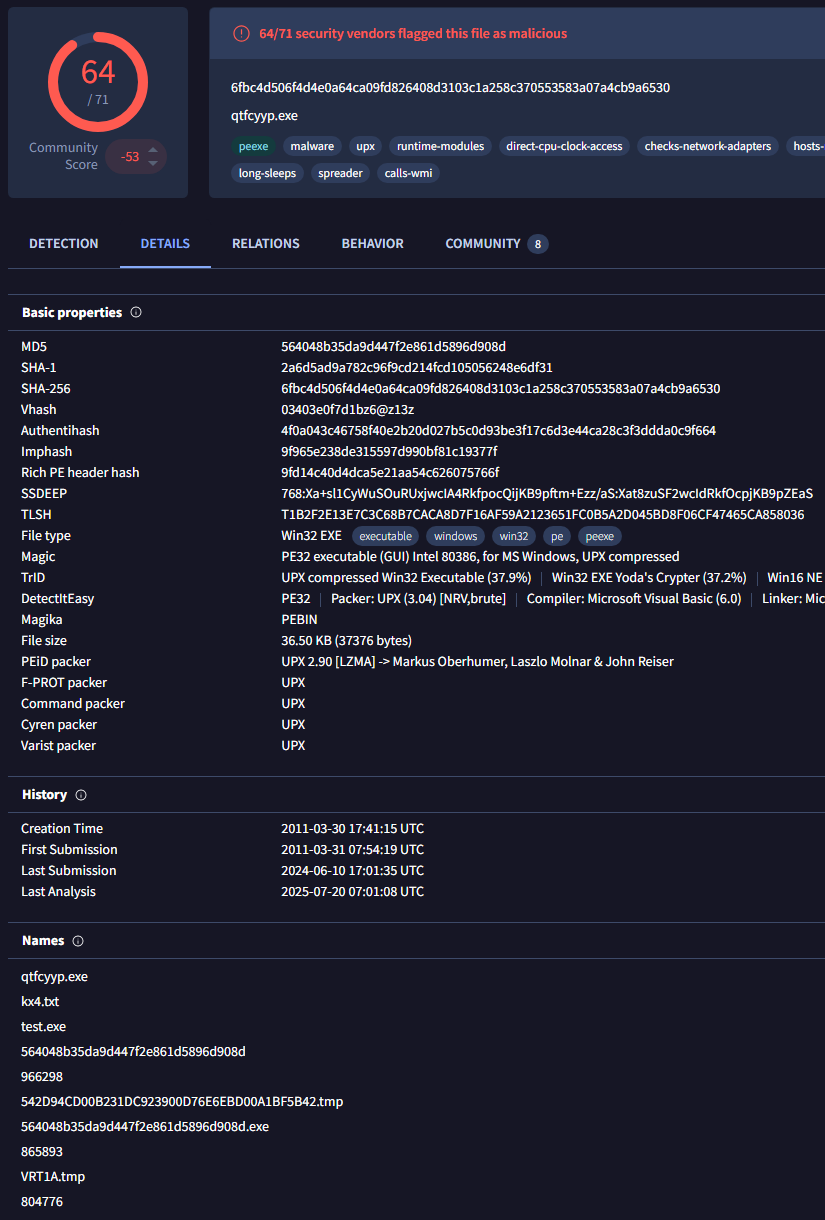 64
/ 71
Community Score
-53
64/71 security vendors flagged this file as malicious
6fbc4d506f4d4e0a64ca09fd826408d3103c1a258c370553583a07a4cb9a6530
qtfcyyp.exe
peexe malware upx runtime-modules direct-cpu-clock-access checks-network-adapters hosts-
long-sleeps spreader calls-wmi
DETECTION DETAILS RELATIONS BEHAVIOR COMMUNITY 8
Basic properties
MD5 564048b35da9d447f2e861d5896d908d
SHA-1 2a6d5ad9a782c96f9cd214fcd105056248e6df31
SHA-256 6fbc4d506f4d4e0a64ca09fd826408d3103c1a258c370553583a07a4cb9a6530
Vhash 03403e0f7d1bz6@z13z
Authentihash 4f0a043c46758f40e2b20d027b5c0d93be3f17c6d3e44ca28c3f3ddda0c9f664
Imphash 9f965e238de315597d990bf81c19377f
Rich PE header hash 9fd14c40d4dca5e21aa54c626075766f
SSDEEP 768:Xa+sl1CyWuSOuRUxjwcIA4RkfpocQijKB9pftm+Ezz/aS:Xat8zuSF2wcIdRkfOcpjKB9pZEaS
TLSH T1B2F2E13E7C3C68B7CACA8D7F16AF59A2123651FC0B5A2D045BD8F06CF47465CA858036
File type Win32 EXE executable windows win32 pe peexe
Magic PE32 executable (GUI) Intel 80386, for MS Windows, UPX compressed
TrID UPX compressed Win32 Executable (37.9%) Win32 EXE Yoda's Crypter (37.2%) Win16 NE
DetectItEasy PE32 Packer: UPX (3.04) [NRV,brute] Compiler: Microsoft Visual Basic (6.0) Linker: Mic
Magika PEBIN
File size 36.50 KB (37376 bytes)
PEiD packer UPX 2.90 [LZMA] -> Markus Oberhumer, Laszlo Molnar & John Reiser
F-PROT packer UPX
Command packer UPX
Cyren packer UPX
Varist packer UPX
History
Creation Time 2011-03-30 17:41:15 UTC
First Submission 2011-03-31 07:54:19 UTC
Last Submission 2024-06-10 17:01:35 UTC
Last Analysis 2025-07-20 07:01:08 UTC
Names
qtfcyyp.exe
kx4.txt
test.exe
564048b35da9d447f2e861d5896d908d
966298
542D94CD00B231DC923900D76E6EBD00A1BF5B42.tmp
564048b35da9d447f2e861d5896d908d.exe
865893
VRT1A.tmp
804776